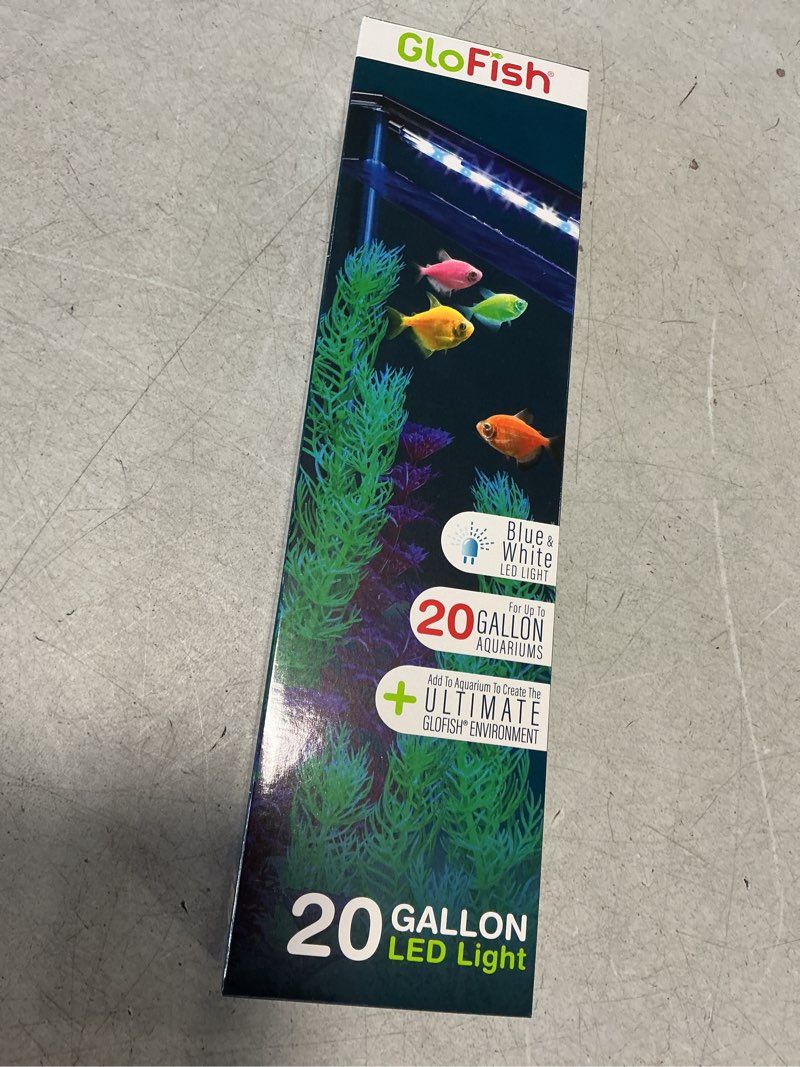 GloFish®
Blue &
White
LED LIGHT
For Up To
20 GALLON
AQUARIUMS
Add To Aquarium To Create The
+ ULTIMATE
GLOFISH® ENVIRONMENT
20 GALLON
LED Light